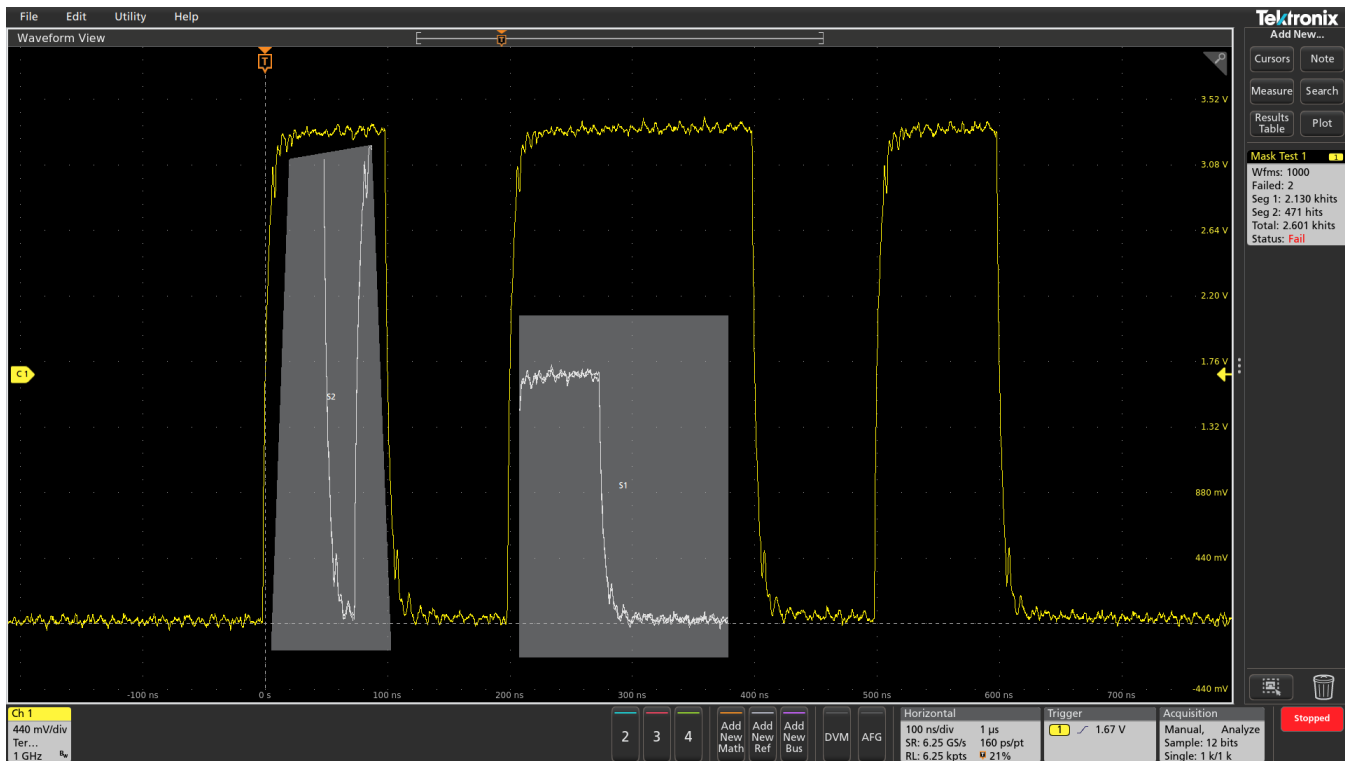 File Edit Utility Help
Tektronix
Waveform View
Add New...
T
T
Cursors Note
Measure Search
Results Table Plot
3.52 V
3.08 V
2.64 V
2.20 V
1.76 V
1.32 V
880 mV
440 mV
-440 mV
C1
S2
S1
Mask Test 1 1
Wfms: 1000
Failed: 2
Seg 1: 2.130 khits
Seg 2: 471 hits
Total: 2.601 khits
Status: Fail
-100 ns 0 s 100 ns 200 ns 300 ns 400 ns 500 ns 600 ns 700 ns
Ch 1
440 mV/div
Ter...
1 GHz Bw
2 3 4
Add New Math
Add New Ref
Add New Bus
DVM AFG
Horizontal
100 ns/div 1 µs
SR: 6.25 GS/s 160 ps/pt
RL: 6.25 kpts 21%
Trigger
1 1.67 V
Acquisition
Manual, Analyze
Sample: 12 bits
Single: 1 k/1 k
Stopped